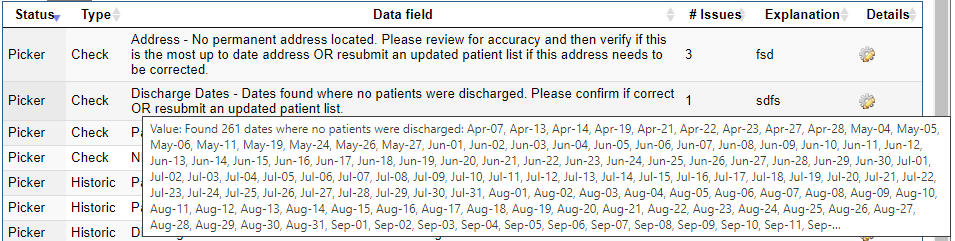 Status Type Data field # Issues Explanation Details
Address - No permanent address located. Please review for accuracy and then verify if this
Picker Check is the most up to date address OR resubmit an updated patient list if this address needs 3 fsd
to be corrected.
Discharge Dates - Dates found where no patients were discharged. Please confirm if correct
Picker Check OR resubmit an updated patient list. 1 sdfs
Picker Check Pa
Value: Found 261 dates where no patients were discharged: Apr-07, Apr-13, Apr-14, Apr-19, Apr-21, Apr-22, Apr-23, Apr-27, Apr-28, May-04, May-05,
May-06, May-11, May-19, May-24, May-26, May-27, Jun-01, Jun-02, Jun-03, Jun-04, Jun-05, Jun-06, Jun-07, Jun-08, Jun-09, Jun-10, Jun-11, Jun-12,
Picker Check N
Jun-13, Jun-14, Jun-15, Jun-16, Jun-17, Jun-18, Jun-19, Jun-20, Jun-21, Jun-22, Jun-23, Jun-24, Jun-25, Jun-26, Jun-27, Jun-28, Jun-29, Jun-30, Jul-01,
Jul-02, Jul-03, Jul-04, Jul-05, Jul-06, Jul-07, Jul-08, Jul-09, Jul-10, Jul-11, Jul-12, Jul-13, Jul-14, Jul-15, Jul-16, Jul-17, Jul-18, Jul-19, Jul-20, Jul-21, Jul-22,
Picker Historic Pa
Jul-23, Jul-24, Jul-25, Jul-26, Jul-27, Jul-28, Jul-29, Jul-30, Jul-31, Aug-01, Aug-02, Aug-03, Aug-04, Aug-05, Aug-06, Aug-07, Aug-08, Aug-09, Aug-10,
Picker Historic Pa
Aug-11, Aug-12, Aug-13, Aug-14, Aug-15, Aug-16, Aug-17, Aug-18, Aug-19, Aug-20, Aug-21, Aug-22, Aug-23, Aug-24, Aug-25, Aug-26, Aug-27,
Aug-28, Aug-29, Aug-30, Aug-31, Sep-01, Sep-02, Sep-03, Sep-04, Sep-05, Sep-06, Sep-07, Sep-08, Sep-09, Sep-10, Sep-11, Sep-...
Picker Historic D